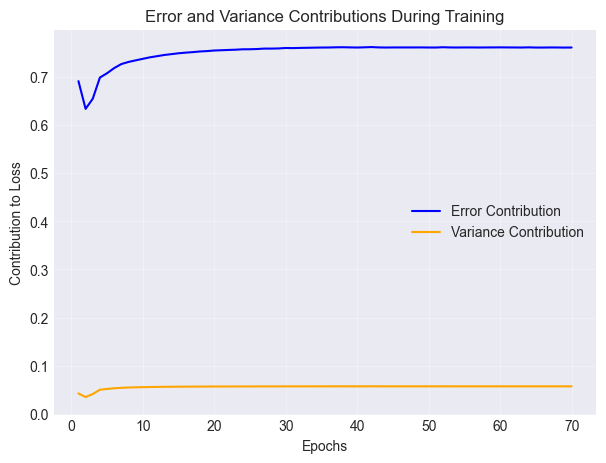 Error and Variance Contributions During Training
Contribution to Loss
0.7
0.6
0.5
0.4
0.3
0.2
0.1
0.0
Error Contribution
Variance Contribution
0 10 20 30 40 50 60 70
Epochs